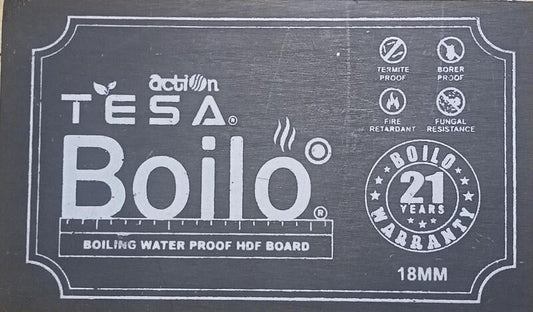 action
TESA®
Boilo®
BOILING WATER PROOF HDF BOARD
TERMITE
PROOF
BORER
PROOF
FIRE
RETARDANT
FUNGAL
RESISTANCE
BOILO
21
YEARS
WARRANTY
18MM